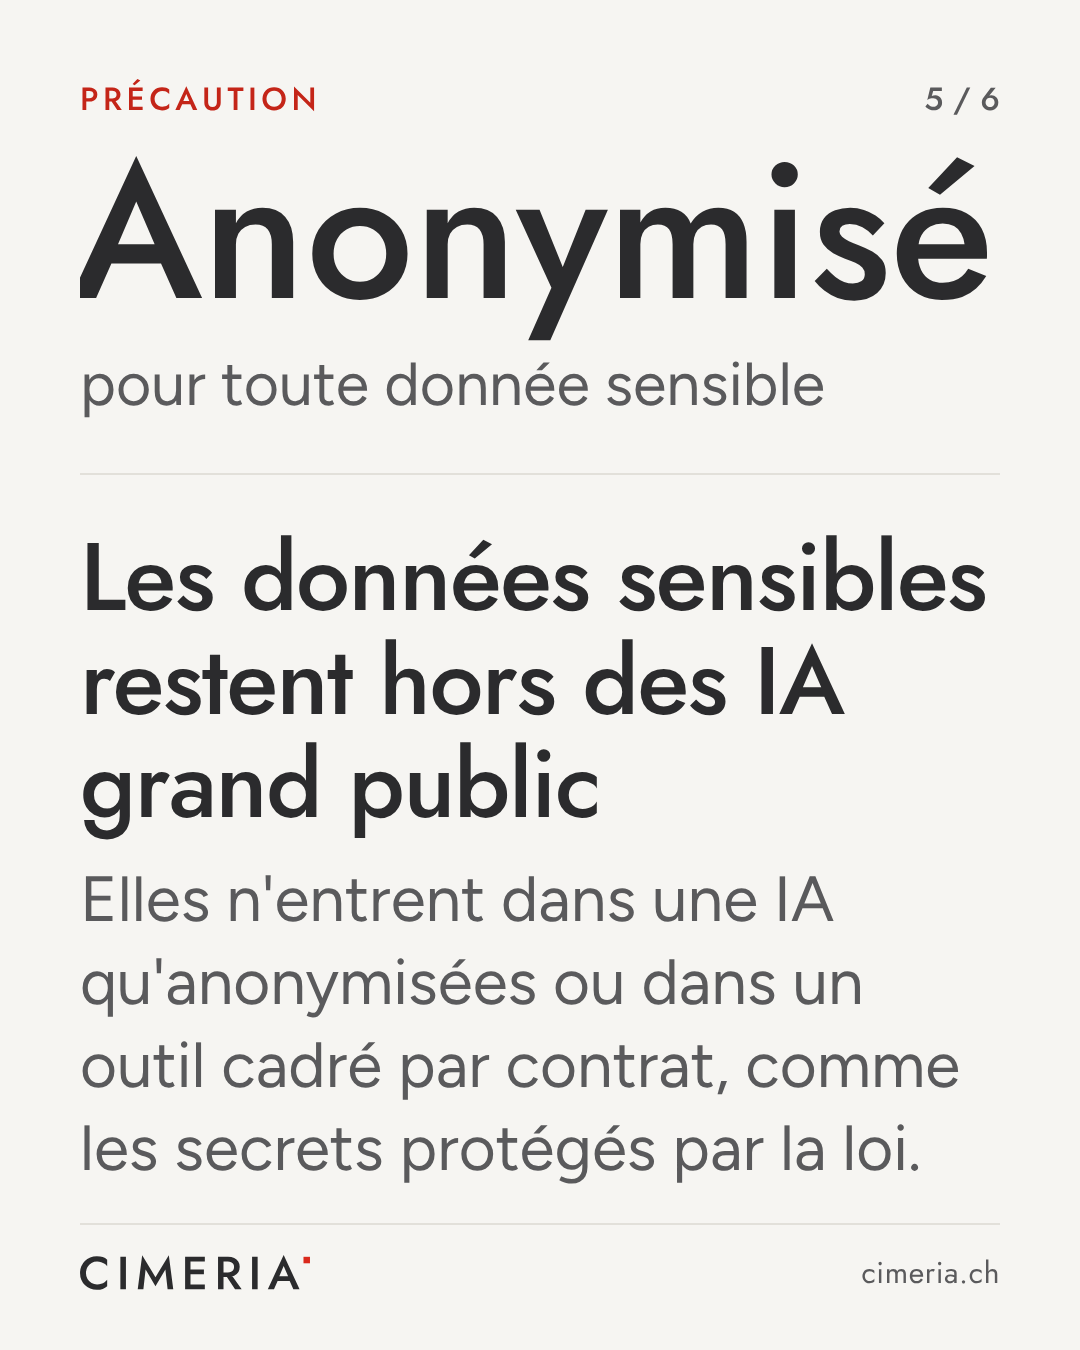 PRÉCAUTION
5 / 6
Anonymisé
pour toute donnée sensible
Les données sensibles
restent hors des IA
grand public
Elles n'entrent dans une IA
qu'anonymisées ou dans un
outil cadré par contrat, comme
les secrets protégés par la loi.
CIMERIA
cimeria.ch